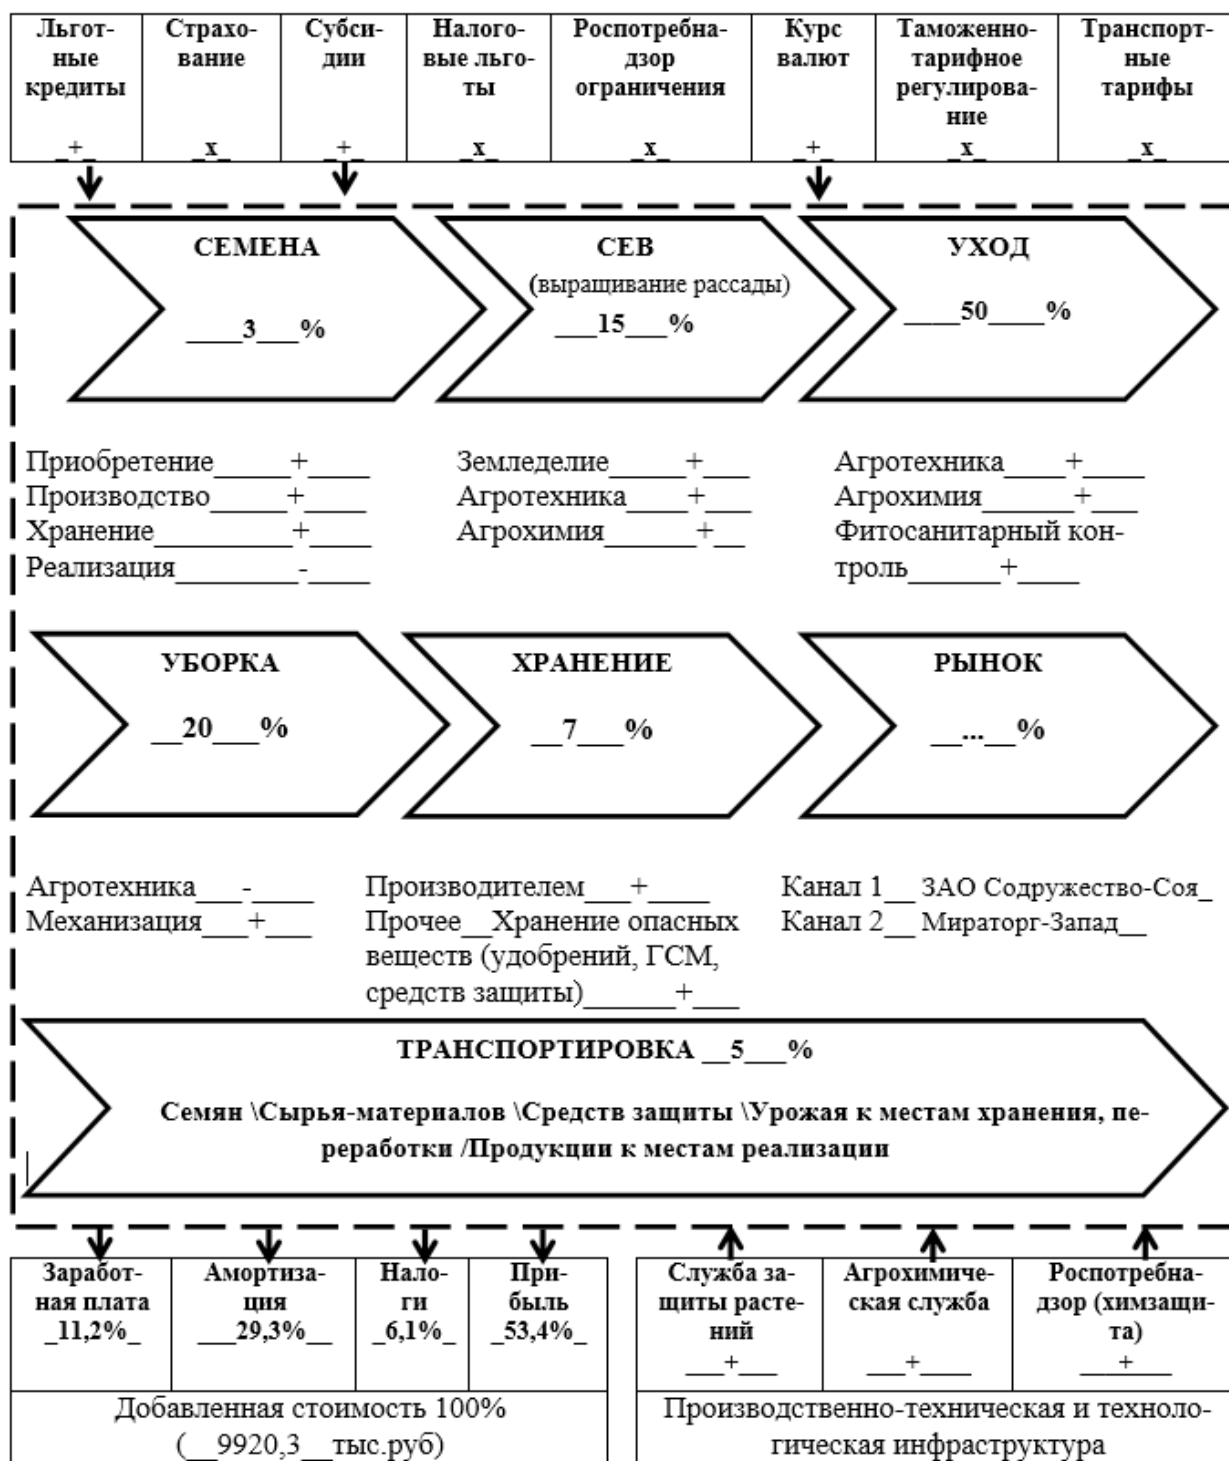 Льгот-
ные
кредиты
_+_
Страхо-
вание
_x_
Субси-
дии
_+_
Налого-
вые льго-
ты
_x_
Роспотребна-
дзор
ограничения
_x_
Курс
валют
_+_
Таможенно-
тарифное
регулирова-
ние
_x_
Транспорт-
ные
тарифы
_x_
СЕМЕНА
____3___%
СЕВ
(выращивание рассады)
___15___%
УХОД
____50____%
Приобретение_____+____
Производство_____+____
Хранение_________+____
Реализация________-____
Земледелие_____+___
Агротехника____+___
Агрохимия______+__
Агротехника____+____
Агрохимия______+___
Фитосанитарный кон-
троль______+____
УБОРКА
__20___%
ХРАНЕНИЕ
__7___%
РЫНОК
__...__%
Агротехника___-____
Механизация___+___
Производителем___+____
Прочее__Хранение опасных
веществ (удобрений, ГСМ,
средств защиты)______+___
Канал 1__ ЗАО Содружество-Соя_
Канал 2__ Мираторг-Запад__
ТРАНСПОРТИРОВКА __5___%
Семян \Сырья-материалов \Средств защиты \Урожая к местам хранения, пе-
реработки /Продукции к местам реализации
Заработ-
ная плата
_11,2%_
Амортиза-
ция
___29,3%__
Нало-
ги
_6,1%_
При-
быль
_53,4%_
Добавленная стоимость 100%
(__9920,3__тыс.руб)
Служба за-
щиты расте-
ний
___+___
Агрохимиче-
ская служба
___+____
Роспотребна-
дзор (химзащи-
та)
___+____
Производственно-техническая и техноло-
гическая инфраструктура